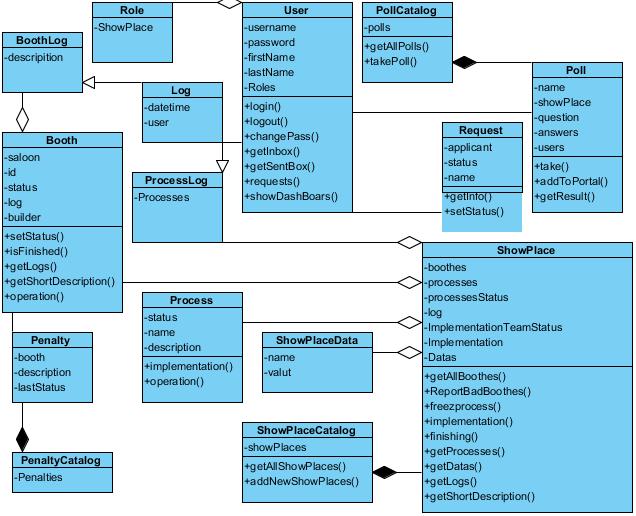 Role
-ShowPlace
User
-username
-password
-firstName
-lastName
-Roles
+login()
+logout()
+changePass()
+getInbox()
+getSentBox()
+requests()
+showDashBoars()
PollCatalog
-polls
+getAllPolls()
+takePoll()
BoothLog
-descripition
Log
-datetime
-user
Poll
-name
-showPlace
-question
-answers
-users
+take()
+addToPortal()
+getResult()
Request
-applicant
-status
-name
+getInfo()
+setStatus()
Booth
-saloon
-id
-status
-log
-builder
+setStatus()
+isFinished()
+getLogs()
+getShortDescription()
+operation()
ProcessLog
-Processes
ShowPlace
-boothes
-processes
-processesStatus
-log
-ImplementationTeamStatus
-Implementation
-Datas
+getAllBoothes()
+ReportBadBoothes()
+freezprocess()
+implementation()
+finishing()
+getProcesses()
+getDatas()
+getLogs()
+getShortDescription()
Process
-status
-name
-description
+implementation()
+operation()
Penalty
-booth
-description
-lastStatus
ShowPlaceData
-name
-valut
ShowPlaceCatalog
-showPlaces
+getAllShowPlaces()
+addNewShowPlaces()
PenaltyCatalog
-Penalties